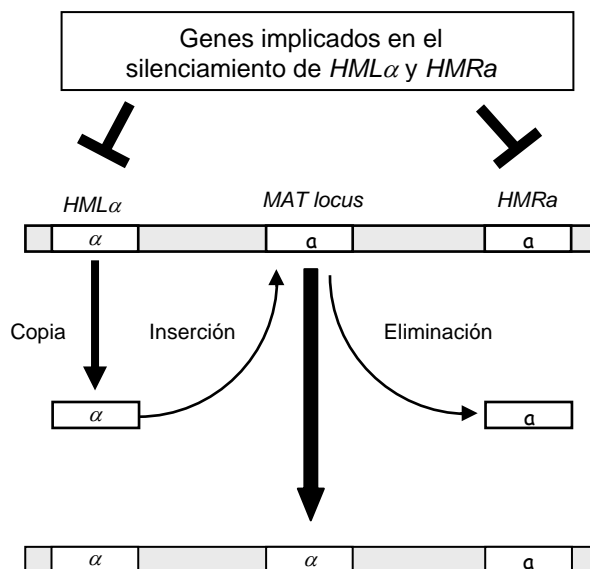 Genes implicados en el
silenciamiento de HMLα y HMRa
HMLα MAT locus HMRa
α a a
Copia Inserción Eliminación
α a
α α a